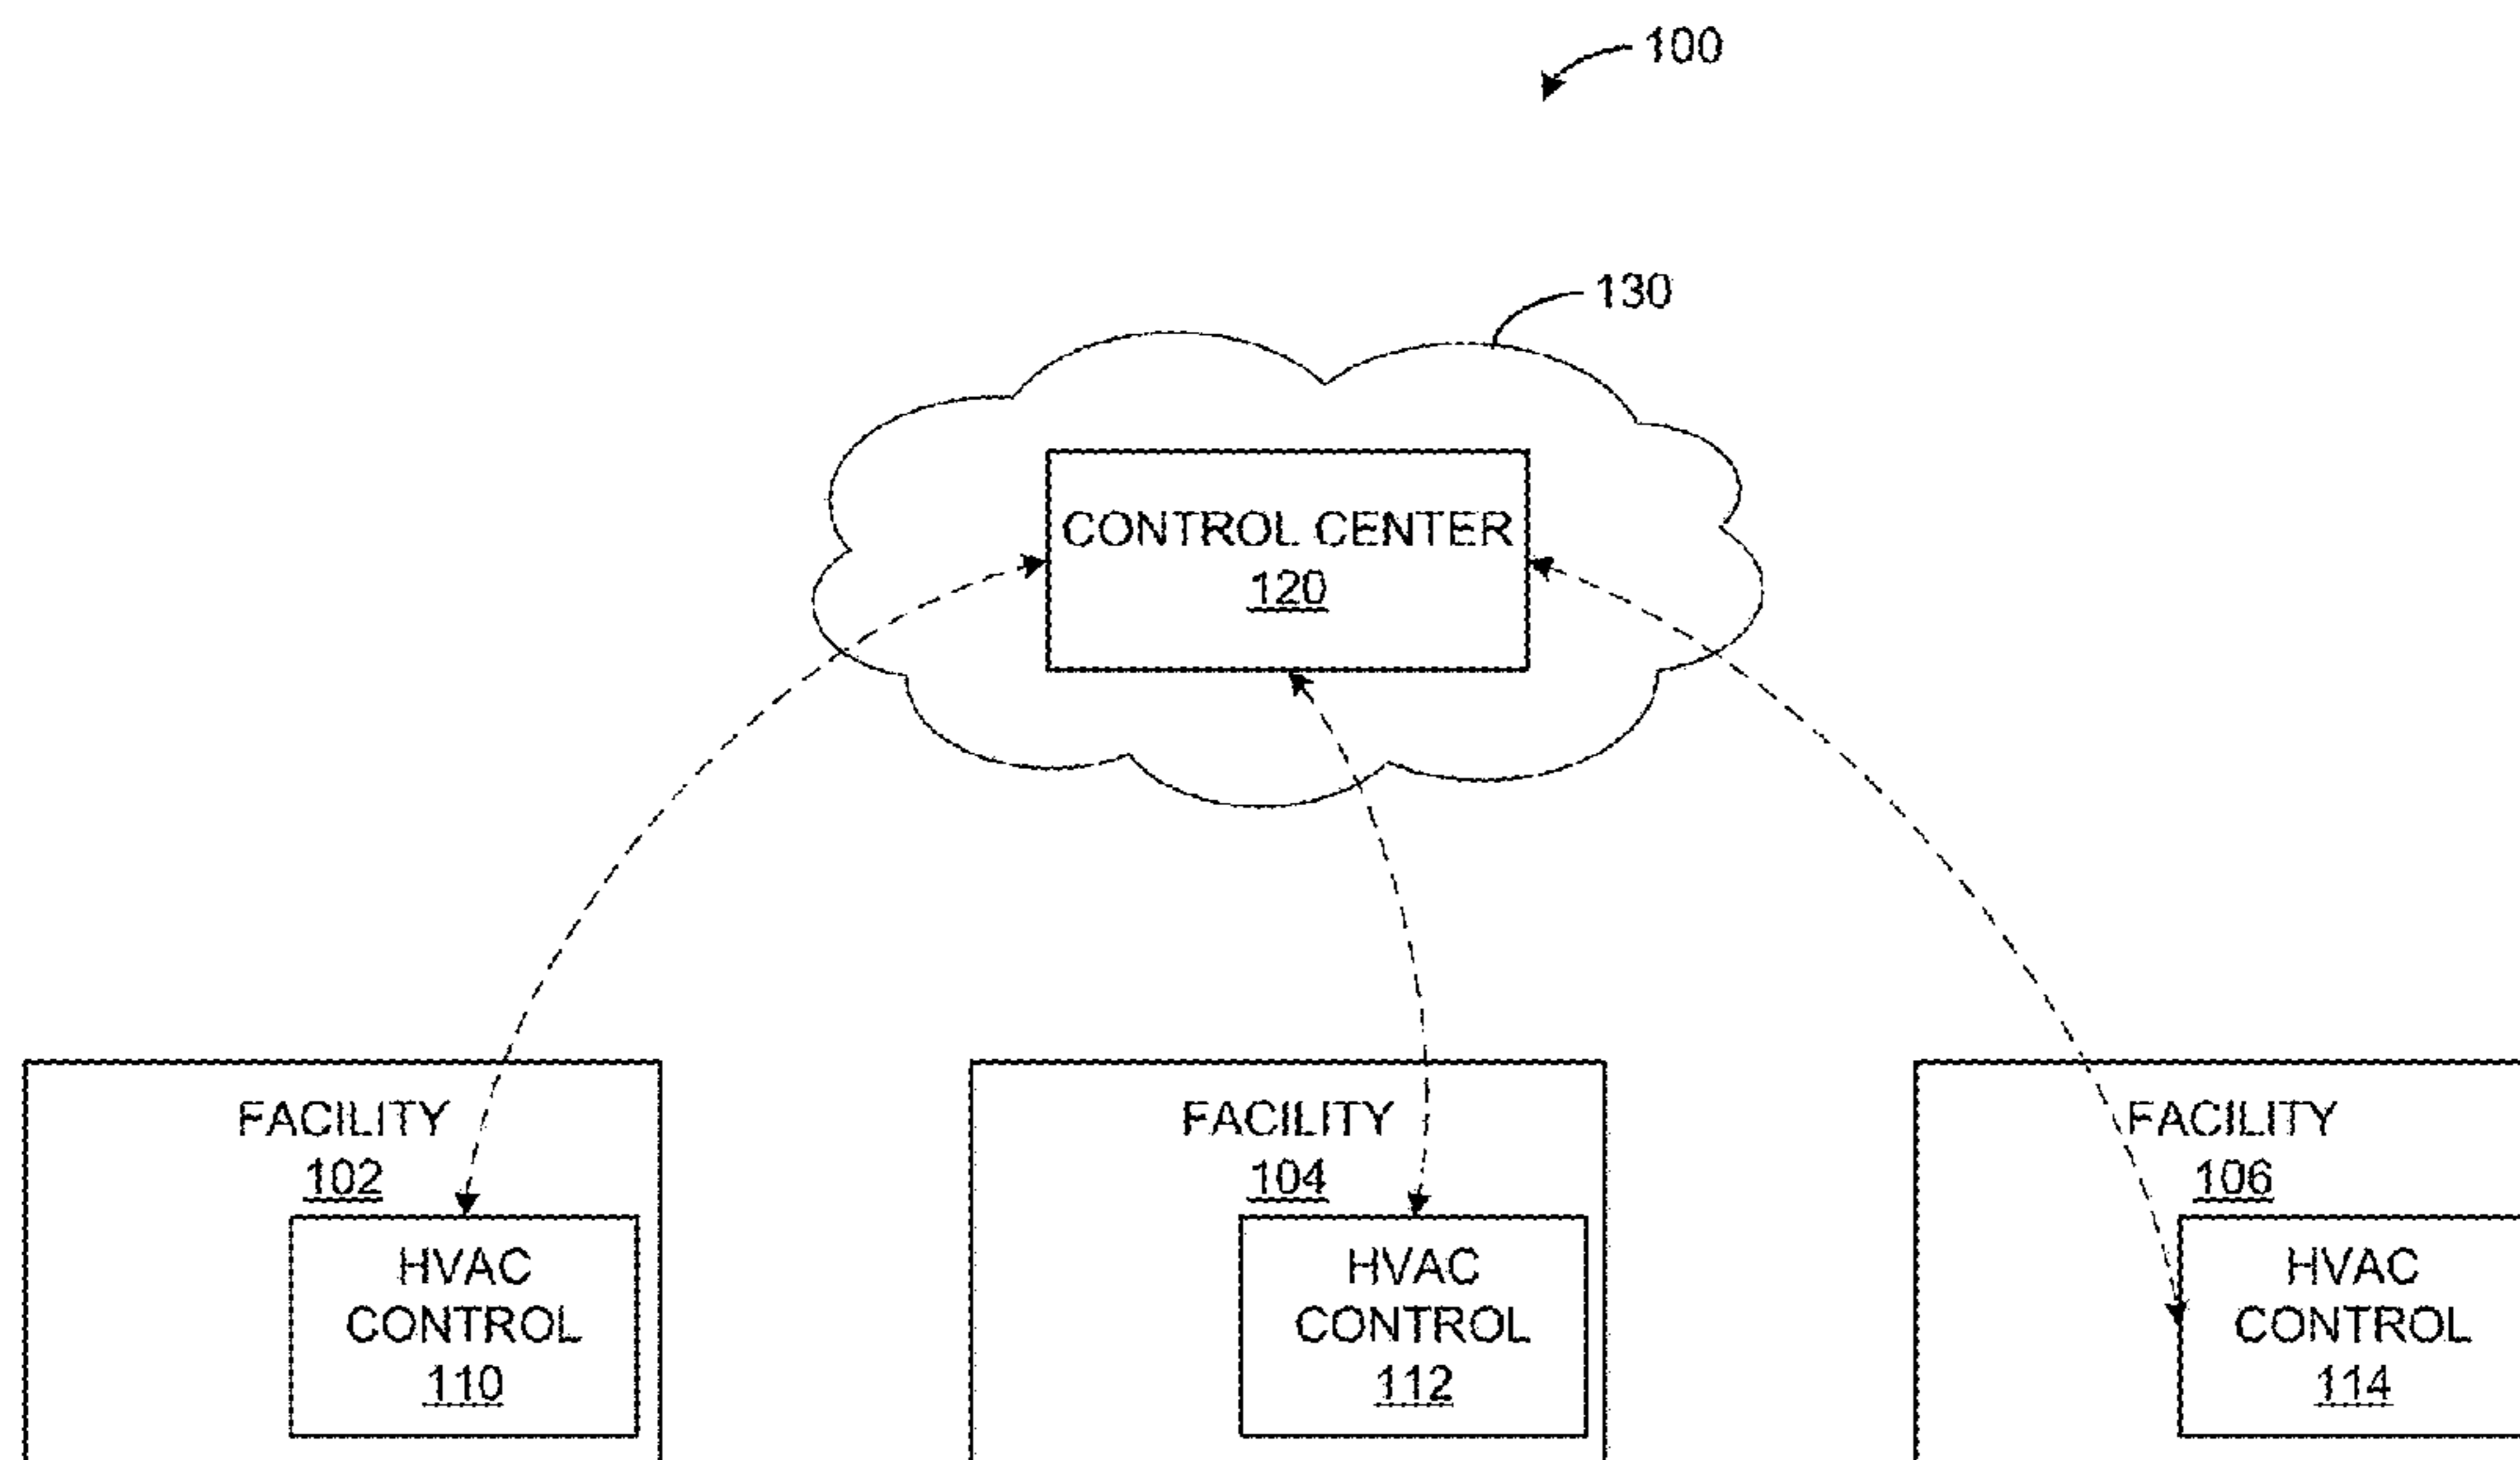 100
130
CONTROL CENTER
120
FACILITY
102
HVAC
CONTROL
110
FACILITY
104
HVAC
CONTROL
112
FACILITY
106
HVAC
CONTROL
114